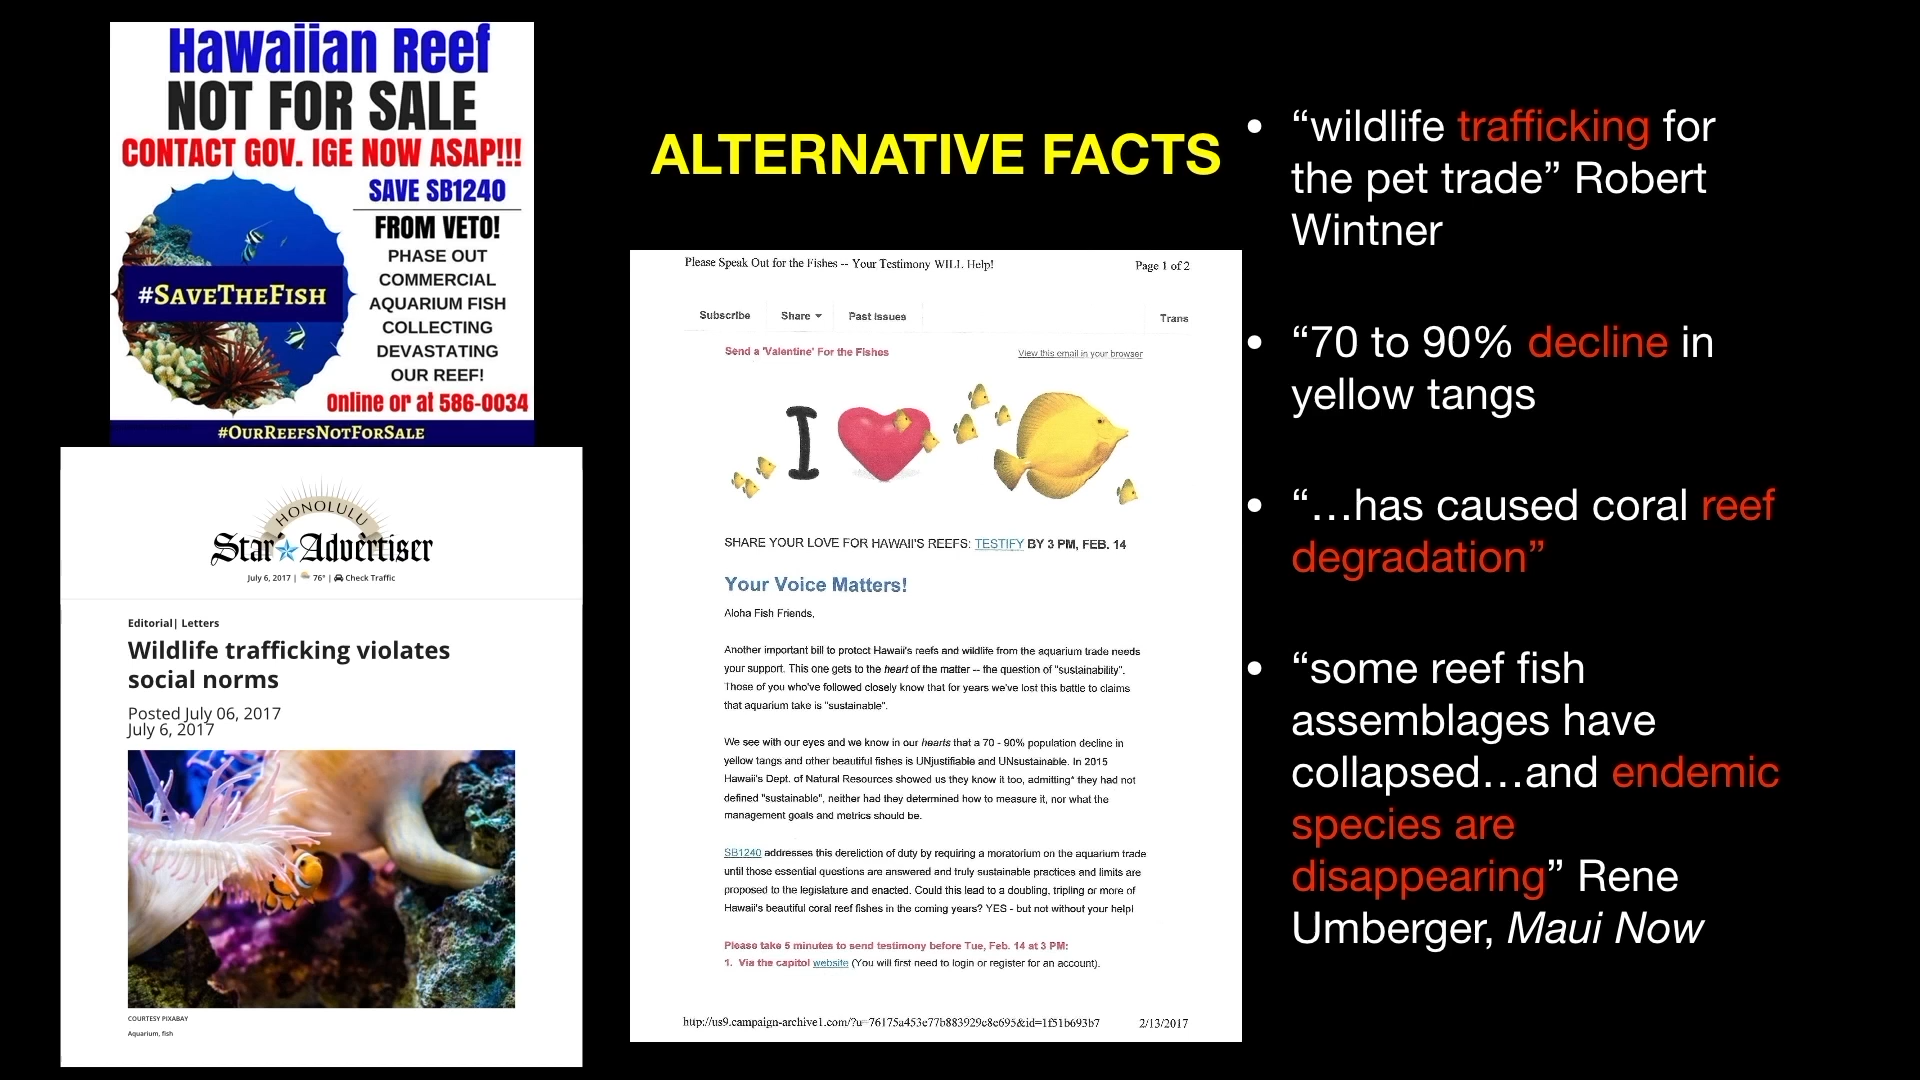 Hawaiian Reef
NOT FOR SALE
CONTACT GOV. IGE NOW ASAP!!!
SAVE SB1240
FROM VETO!
PHASE OUT
COMMERCIAL
AQUARIUM FISH
COLLECTING
DEVASTATING
OUR REEF!
#SAVETHEFISH
Online or at 586-0034
#OURREEFSNOTFORSALE
HONOLULU
Star Advertiser
July 6, 2017 | 76° | Check Traffic
Editorial| Letters
Wildlife trafficking violates
social norms
Posted July 06, 2017
July 6, 2017
COURTESY PIXABAY
Aquarium, fish
ALTERNATIVE FACTS
Please Speak Out for the Fishes -- Your Testimony WILL Help! Page 1 of 2
Subscribe Share Past Issues Trans
Send a 'Valentine' For the Fishes View this email in your browser
I
SHARE YOUR LOVE FOR HAWAII'S REEFS: TESTIFY BY 3 PM, FEB. 14
Your Voice Matters!
Aloha Fish Friends,
Another important bill to protect Hawaii's reefs and wildlife from the aquarium trade needs
your support. This one gets to the heart of the matter -- the question of "sustainability".
Those of you who've followed closely know that for years we've lost this battle to claims
that aquarium take is "sustainable".
We see with our eyes and we know in our hearts that a 70 - 90% population decline in
yellow tangs and other beautiful fishes is UNjustifiable and UNsustainable. In 2015
Hawaii's Dept. of Natural Resources showed us they know it too, admitting* they had not
defined "sustainable", neither had they determined how to measure it, nor what the
management goals and metrics should be.
SB1240 addresses this dereliction of duty by requiring a moratorium on the aquarium trade
until those essential questions are answered and truly sustainable practices and limits are
proposed to the legislature and enacted. Could this lead to a doubling, tripling or more of
Hawaii's beautiful coral reef fishes in the coming years? YES - but not without your help!
Please take 5 minutes to send testimony before Tue, Feb. 14 at 3 PM:
1. Via the capitol website (You will first need to login or register for an account).
http://us9.campaign-archive1.com/?u=76175a453e77b883929c8e695&id=1f51b693b7 2/13/2017
• “wildlife trafficking for
the pet trade” Robert
Wintner
• “70 to 90% decline in
yellow tangs
• “…has caused coral reef
degradation”
• “some reef fish
assemblages have
collapsed…and endemic
species are
disappearing” Rene
Umberger, Maui Now